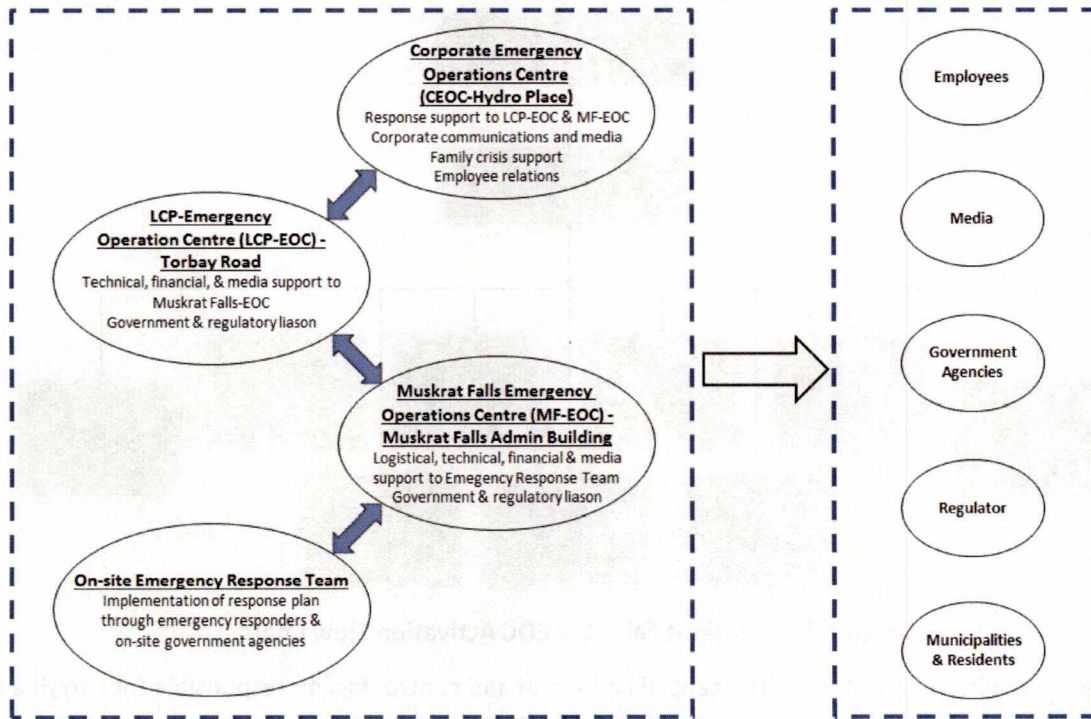 Corporate Emergency
Operations Centre
(CEOC-Hydro Place)
Response support to LCP-EOC & MF-EOC
Corporate communications and media
Family crisis support
Employee relations
LCP-Emergency
Operation Centre (LCP-EOC) -
Torbay Road
Technical, financial, & media support to
Muskrat Falls-EOC
Government & regulatory liason
Muskrat Falls Emergency
Operations Centre (MF-EOC) -
Muskrat Falls Admin Building
Logistical, technical, financial & media
support to Emegency Response Team
Government & regulatory liason
On-site Emergency Response Team
Implementation of response plan
through emergency responders &
on-site government agencies
Employees
Media
Government
Agencies
Regulator
Municipalities
& Residents